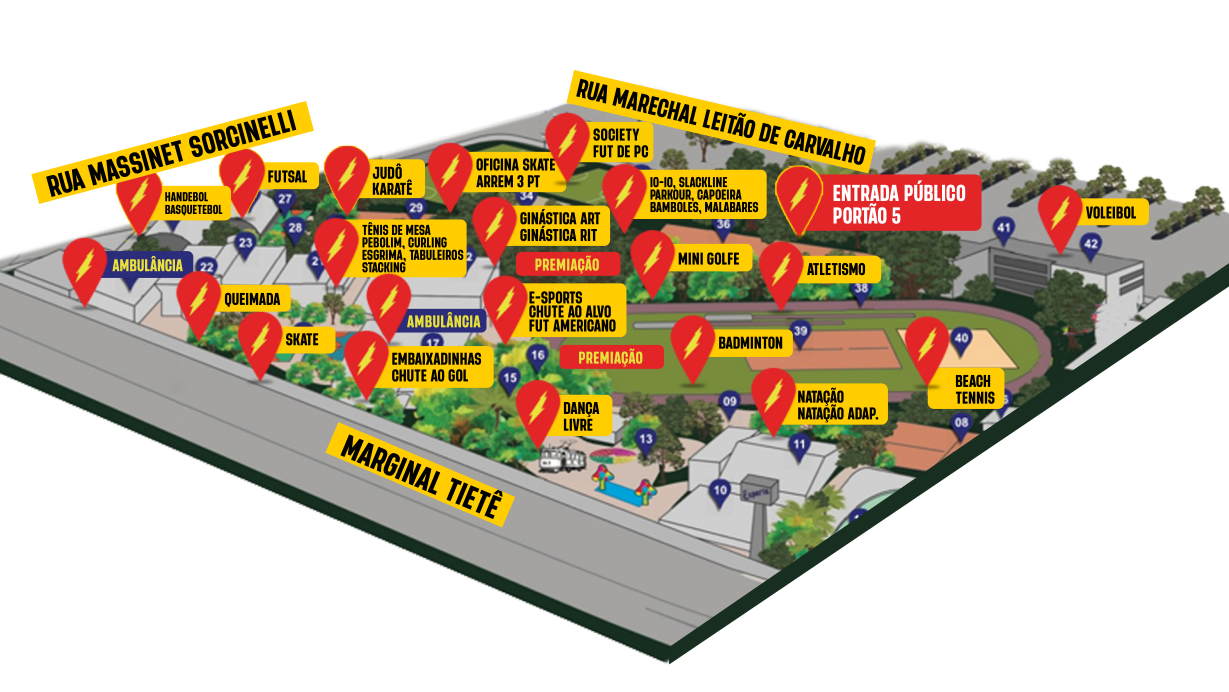 RUA MARECHAL LEITÃO DE CARVALHO
RUA MASSINET SORCINELLI
SOCIETY
FUT DE PC
OFICINA SKATE
ARREM 3 PT
JUDÔ
KARATÊ
FUTSAL
HANDEBOL
BASQUETEBOL
IO-IO, SLACKLINE
PARKOUR, CAPOEIRA
BAMBOLES, MALABARES
ENTRADA PÚBLICO
PORTÃO 5
VOLEIBOL
27
29
34
28
23
22
36
41
42
GINÁSTICA ART
GINÁSTICA RIT
TÊNIS DE MESA
PEBOLIM, CURLING
ESGRIMA, TABULEIROS
STACKING
AMBULÂNCIA
PREMIAÇÃO
MINI GOLFE
ATLETISMO
38
QUEIMADA
E-SPORTS
CHUTE AO ALVO
FUT AMERICANO
AMBULÂNCIA
SKATE
17
39
40
BADMINTON
EMBAIXADINHAS
CHUTE AO GOL
16
15
PREMIAÇÃO
BEACH
TENNIS
NATAÇÃO
NATAÇÃO ADAP.
09
08
DANÇA
LIVRE
13
11
10
Esperia
MARGINAL TIETÊ